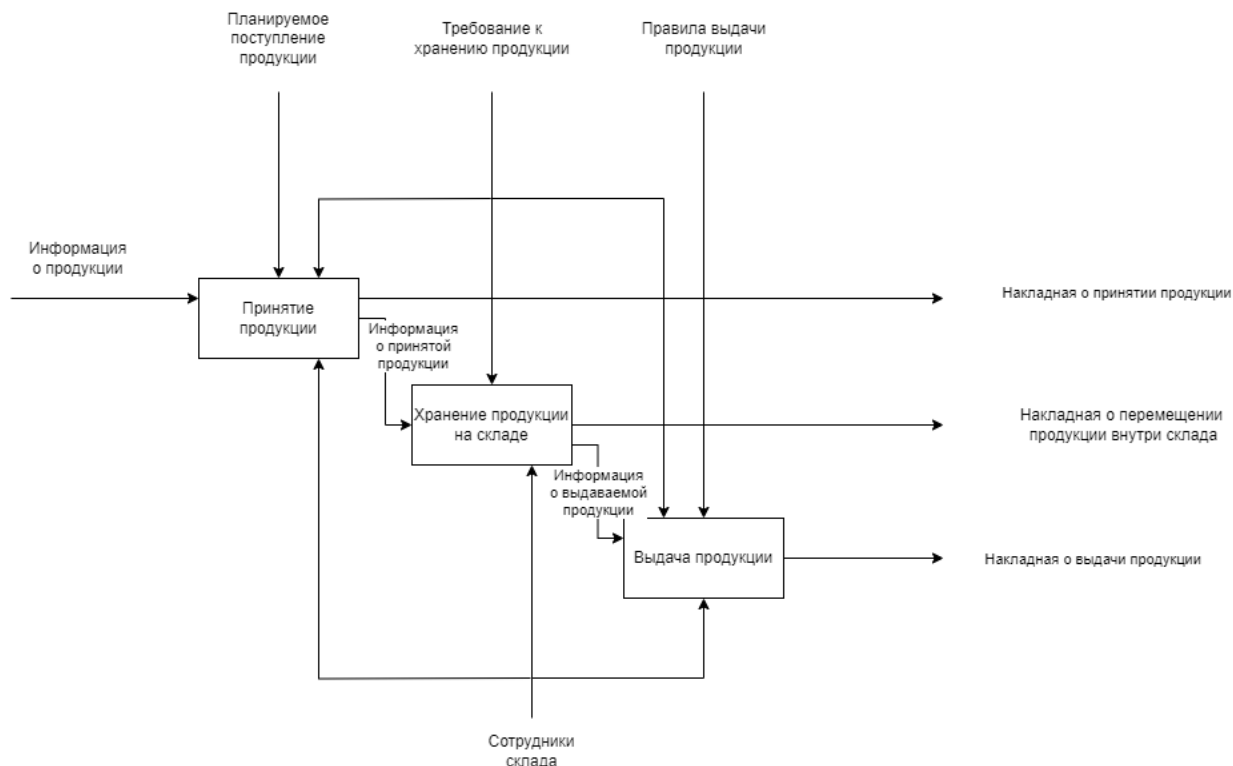 Планируемое
поступление
продукции
Требование к
хранению продукции
Правила выдачи
продукции
Информация
о продукции
Принятие
продукции
Накладная о принятии продукции
Информация
о принятой
продукции
Хранение продукции
на складе
Накладная о перемещении
продукции внутри склада
Информация
о выдаваемой
продукции
Выдача продукции
Накладная о выдачи продукции
Сотрудники
склада